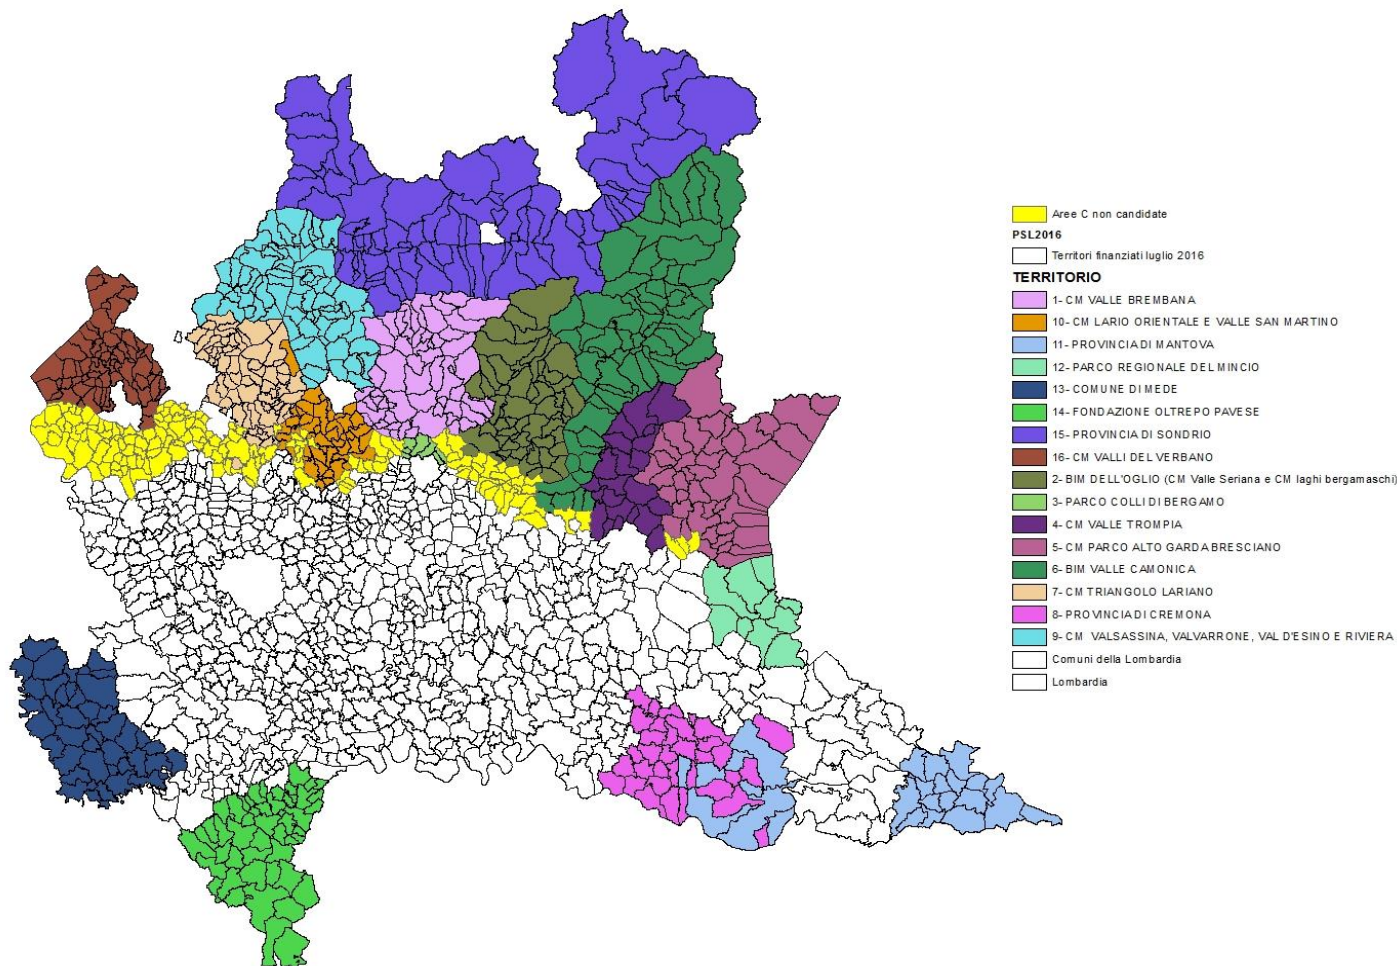 Aree C non candidate
PSL2016
Territori finanziati luglio 2016
TERRITORIO
1- CM VALLE BREMBANA
10- CM LARIO ORIENTALE E VALLE SAN MARTINO
11- PROVINCIA DI MANTOVA
12- PARCO REGIONALE DEL MINCIO
13- COMUNE DI MEDE
14- FONDAZIONE OLTREPO PAVESE
15- PROVINCIA DI SONDRIO
16- CM VALLI DEL VERBANO
2- BIM DELL'OGLIO (CM Valle Seriana e CM laghi bergamaschi)
3- PARCO COLLI DI BERGAMO
4- CM VALLE TROMPIA
5- CM PARCO ALTO GARDA BRESCIANO
6- BIM VALLE CAMONICA
7- CM TRIANGOLO LARIANO
8- PROVINCIA DI CREMONA
9- CM VALSASSINA, VALVARRONE, VAL D'ESINO E RIVIERA
Comuni della Lombardia
Lombardia